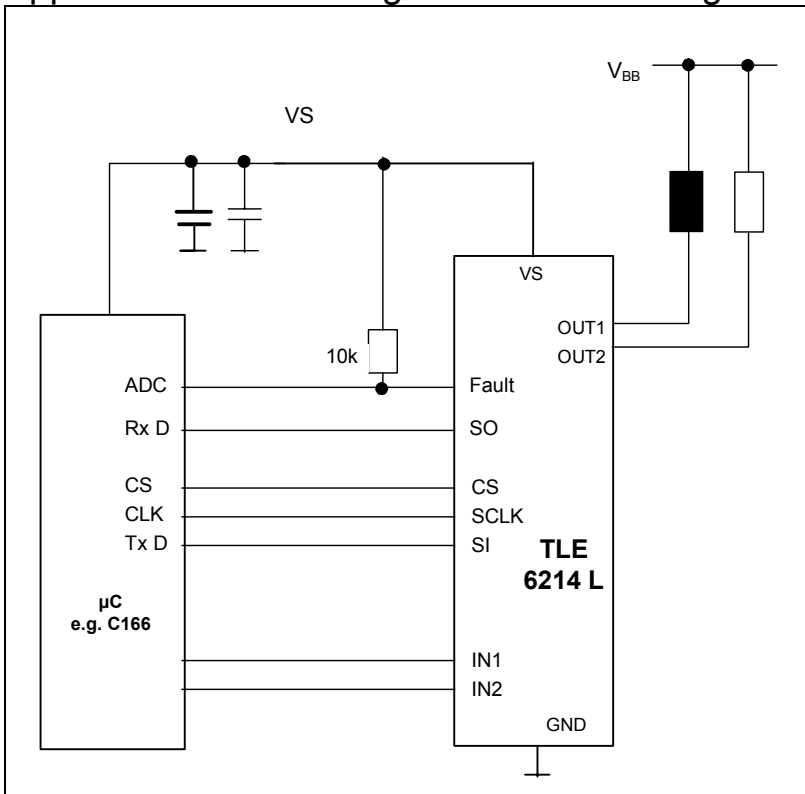 V_BB
VS
VS
OUT1
OUT2
10k
ADC
Fault
Rx D
SO
CS
CS
CLK
SCLK
Tx D
SI
TLE
6214 L
µC
e.g. C166
IN1
IN2
GND